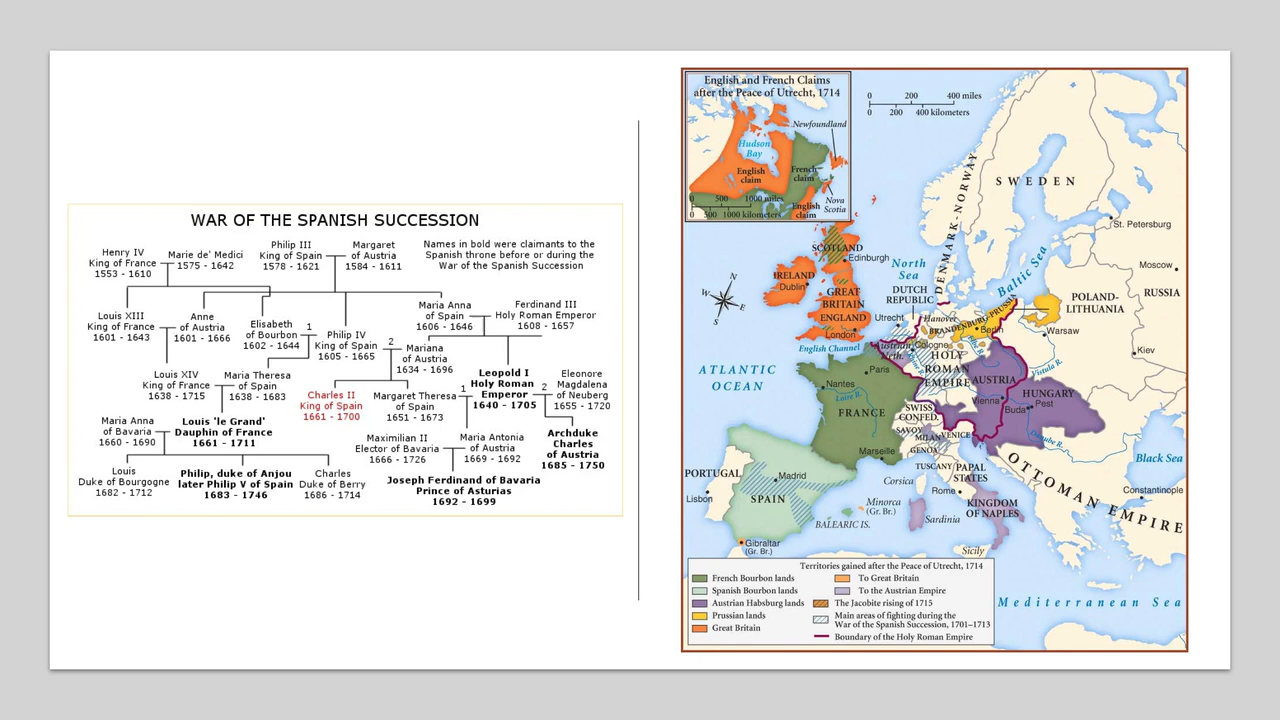 WAR OF THE SPANISH SUCCESSION
Henry IV
King of France
1553 - 1610
Marie de' Medici
1575 - 1642
Philip III
King of Spain
1578 - 1621
Margaret
of Austria
1584 - 1611
Names in bold were claimants to the
Spanish throne before or during the
War of the Spanish Succession
Louis XIII
King of France
1601 - 1643
Anne
of Austria
1601 - 1666
Elisabeth
of Bourbon
1602 - 1644
1
Philip IV
King of Spain
1605 - 1665
2
Maria Anna
of Spain
1606 - 1646
Ferdinand III
Holy Roman Emperor
1608 - 1657
Mariana
of Austria
1634 - 1696
Louis XIV
King of France
1638 - 1715
Maria Theresa
of Spain
1638 - 1683
Charles II
King of Spain
1661 - 1700
Margaret Theresa
of Spain
1651 - 1673
1
Leopold I
Holy Roman
Emperor
1640 - 1705
2
Eleonore
Magdalena
of Neuberg
1655 - 1720
Maria Anna
of Bavaria
1660 - 1690
Louis 'le Grand'
Dauphin of France
1661 - 1711
Maximilian II
Elector of Bavaria
1666 - 1726
Maria Antonia
of Austria
1669 - 1692
Archduke
Charles
of Austria
1685 - 1750
Louis
Duke of Bourgogne
1682 - 1712
Philip, duke of Anjou
later Philip V of Spain
1683 - 1746
Charles
Duke of Berry
1686 - 1714
Joseph Ferdinand of Bavaria
Prince of Asturias
1692 - 1699
English and French Claims
after the Peace of Utrecht, 1714
Newfoundland
Hudson
Bay
English
claim
French
claim
English
claim
Nova
Scotia
0 500 1000 miles
0 500 1000 kilometers
0 200 400 miles
0 200 400 kilometers
N
W
E
S
SWEDEN
DENMARK-NORWAY
St. Petersburg
Moscow
RUSSIA
Baltic Sea
North
Sea
SCOTLAND
Edinburgh
IRELAND
Dublin
GREAT
BRITAIN
ENGLAND
London
DUTCH
REPUBLIC
Utrecht
Hanover
BRANDENBURG-PRUSSIA
Berlin
POLAND-
LITHUANIA
Warsaw
Kiev
English Channel
Austrian
Neth.
Cologne
HOLY
ROMAN
EMPIRE
Vistula R.
ATLANTIC
OCEAN
Paris
Nantes
Loire R.
FRANCE
AUSTRIA
Vienna
HUNGARY
Buda
Pest
Danube R.
SWISS
CONFED.
SAVOY
MILAN
VENICE
GENOA
Marseille
TUSCANY
PAPAL
STATES
Corsica
Rome
KINGDOM
OF NAPLES
Sardinia
Sicily
PORTUGAL
Lisbon
Madrid
SPAIN
Minorca
(Gr. Br.)
BALEARIC IS.
Gibraltar
(Gr. Br.)
OTTOMAN EMPIRE
Black Sea
Constantinople
Mediterranean Sea
Territories gained after the Peace of Utrecht, 1714
French Bourbon lands
Spanish Bourbon lands
Austrian Habsburg lands
Prussian lands
Great Britain
To Great Britain
To the Austrian Empire
The Jacobite rising of 1715
Main areas of fighting during the
War of the Spanish Succession, 1701–1713
Boundary of the Holy Roman Empire